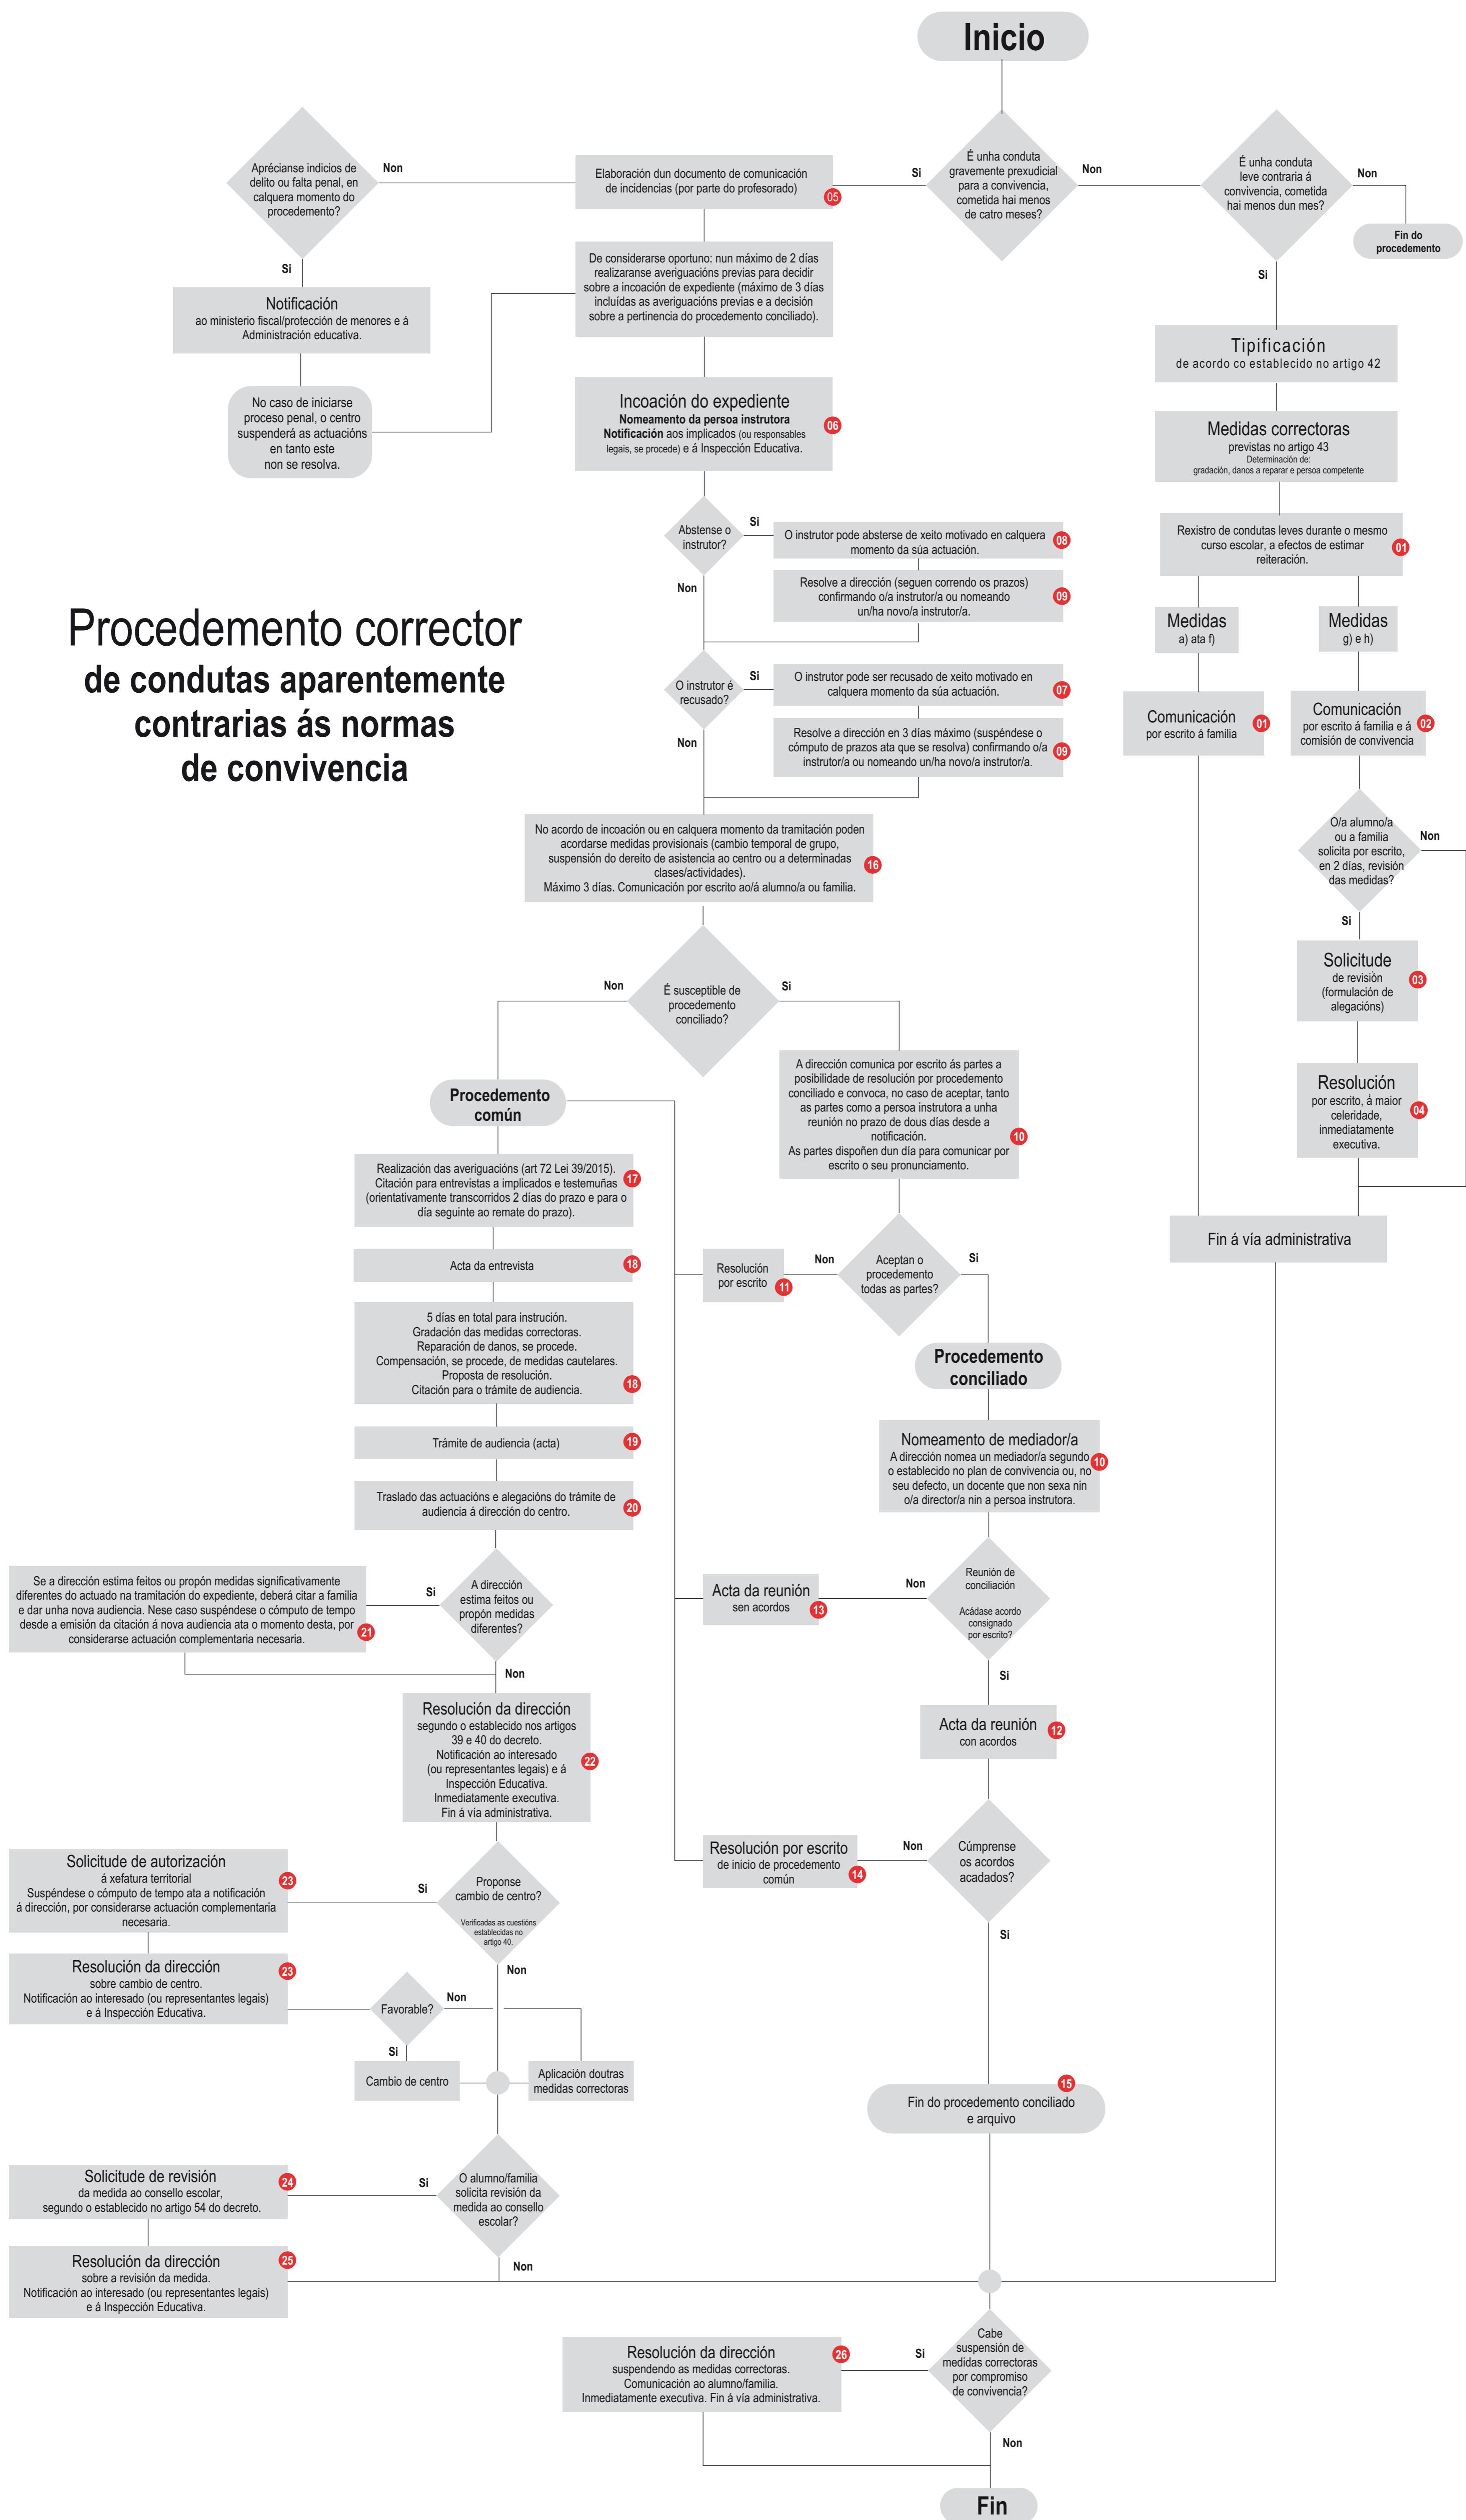 Inicio
Aprécianse indicios de
delito ou falta penal, en
calquera momento do
procedemento?
Non
Si
Elaboración dun documento de comunicación
de incidencias (por parte do profesorado)
05
Si
É unha conduta
gravemente prexudicial
para a convivencia,
cometida hai menos
de catro meses?
Non
É unha conduta
leve contraria á
convivencia, cometida
hai menos dun mes?
Non
Si
Fin do
procedemento
Notificación
ao ministerio fiscal/protección de menores e á
Administración educativa.
No caso de iniciarse
proceso penal, o centro
suspenderá as actuacións
en tanto este
non se resolva.
De considerarse oportuno: nun máximo de 2 días
realizaranse averiguacións previas para decidir
sobre a incoación de expediente (máximo de 3 días
incluídas as averiguacións previas e a decisión
sobre a pertinencia do procedemento conciliado).
Incoación do expediente
Nomeamento da persoa instrutora
Notificación aos implicados (ou responsables
legais, se procede) e á Inspección Educativa.
06
Tipificación
de acordo co establecido no artigo 42
Medidas correctoras
previstas no artigo 43
Determinación de:
gradación, danos a reparar e persoa competente
Rexistro de condutas leves durante o mesmo
curso escolar, a efectos de estimar
reiteración.
01
Medidas
a) ata f)
Medidas
g) e h)
Comunicación
por escrito á familia
01
Comunicación
por escrito á familia e á
comisión de convivencia
02
O/a alumno/a
ou a familia
solicita por escrito,
en 2 días, revisión
das medidas?
Non
Si
Solicitude
de revisiòn
(formulación de
alegacións)
03
Resolución
por escrito, á maior
celeridade,
inmediatamente
executiva.
04
Fin á vía administrativa
Procedemento corrector
de condutas aparentemente
contrarias ás normas
de convivencia
Abstense o
instrutor?
Si
Non
O instrutor pode absterse de xeito motivado en calquera
momento da súa actuación.
08
Resolve a dirección (seguen correndo os prazos)
confirmando o/a instrutor/a ou nomeando
un/ha novo/a instrutor/a.
09
O instrutor é
recusado?
Si
Non
O instrutor pode ser recusado de xeito motivado en
calquera momento da súa actuación.
07
Resolve a dirección en 3 días máximo (suspéndese o
cómputo de prazos ata que se resolva) confirmando o/a
instrutor/a ou nomeando un/ha novo/a instrutor/a.
09
No acordo de incoación ou en calquera momento da tramitación poden
acordarse medidas provisionais (cambio temporal de grupo,
suspensión do dereito de asistencia ao centro ou a determinadas
clases/actividades).
Máximo 3 días. Comunicación por escrito ao/á alumno/a ou familia.
16
É susceptible de
procedemento
conciliado?
Non
Si
Procedemento
común
A dirección comunica por escrito ás partes a
posibilidade de resolución por procedemento
conciliado e convoca, no caso de aceptar, tanto
as partes como a persoa instrutora a unha
reunión no prazo de dous días desde a
notificación.
As partes dispoñen dun día para comunicar por
escrito o seu pronunciamento.
10
Realización das averiguacións (art 72 Lei 39/2015).
Citación para entrevistas a implicados e testemuñas
(orientativamente transcorridos 2 días do prazo e para o
día seguinte ao remate do prazo).
17
Acta da entrevista
18
5 días en total para instrución.
Gradación das medidas correctoras.
Reparación de danos, se procede.
Compensación, se procede, de medidas cautelares.
Proposta de resolución.
Citación para o trámite de audiencia.
18
Trámite de audiencia (acta)
19
Traslado das actuacións e alegacións do trámite de
audiencia á dirección do centro.
20
Resolución
por escrito
11
Non
Aceptan o
procedemento
todas as partes?
Si
Procedemento
conciliado
Nomeamento de mediador/a
A dirección nomea un mediador/a segundo
o establecido no plan de convivencia ou, no
seu defecto, un docente que non sexa nin
o/a director/a nin a persoa instrutora.
10
Se a dirección estima feitos ou propón medidas significativamente
diferentes do actuado na tramitación do expediente, deberá citar a familia
e dar unha nova audiencia. Nese caso suspéndese o cómputo de tempo
desde a emisión da citación á nova audiencia ata o momento desta, por
considerarse actuación complementaria necesaria.
21
Si
A dirección
estima feitos ou
propón medidas
diferentes?
Non
Acta da reunión
sen acordos
13
Non
Reunión de
conciliación
Acádase acordo
consignado
por escrito?
Si
Resolución da dirección
segundo o establecido nos artigos
39 e 40 do decreto.
Notificación ao interesado
(ou representantes legais) e á
Inspección Educativa.
Inmediatamente executiva.
Fin á vía administrativa.
22
Acta da reunión
con acordos
12
Solicitude de autorización
á xefatura territorial
Suspéndese o cómputo de tempo ata a notificación
á dirección, por considerarse actuación complementaria
necesaria.
23
Si
Proponse
cambio de centro?
Verificadas as cuestións
establecidas no
artigo 40.
Non
Resolución por escrito
de inicio de procedemento
común
14
Non
Cúmprense
os acordos
acadados?
Si
Resolución da dirección
sobre cambio de centro.
Notificación ao interesado (ou representantes legais)
e á Inspección Educativa.
23
Favorable?
Non
Si
Cambio de centro
Aplicación doutras
medidas correctoras
15
Fin do procedemento conciliado
e arquivo
Solicitude de revisión
da medida ao consello escolar,
segundo o establecido no artigo 54 do decreto.
24
Si
O alumno/familia
solicita revisión da
medida ao consello
escolar?
Non
Resolución da dirección
sobre a revisión da medida.
Notificación ao interesado (ou representantes legais)
e á Inspección Educativa.
25
Resolución da dirección
suspendendo as medidas correctoras.
Comunicación ao alumno/familia.
Inmediatamente executiva. Fin á vía administrativa.
26
Si
Cabe
suspensión de
medidas correctoras
por compromiso
de convivencia?
Non
Fin